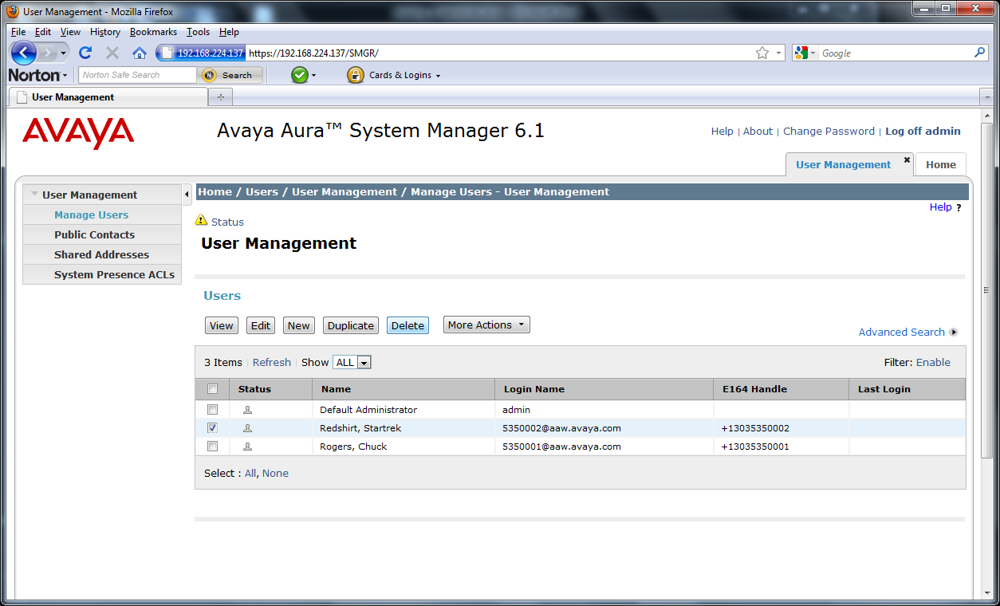 User Management - Mozilla Firefox
File Edit View History Bookmarks Tools Help
192.168.224.137 https://192.168.224.137/SMGR/ Google
Norton Norton Safe Search Search Cards & Logins
User Management
AVAYA Avaya Aura™ System Manager 6.1 Help | About | Change Password | Log off admin
User Management Home
User Management
Manage Users
Public Contacts
Shared Addresses
System Presence ACLs
Home / Users / User Management / Manage Users - User Management
Help ?
Status
User Management
Users
View Edit New Duplicate Delete More Actions
Advanced Search
3 Items | Refresh | Show ALL Filter: Enable
Status Name Login Name E164 Handle Last Login
Default Administrator admin
Redshirt, Startrek 5350002@aaw.avaya.com +13035350002
Rogers, Chuck 5350001@aaw.avaya.com +13035350001
Select : All, None